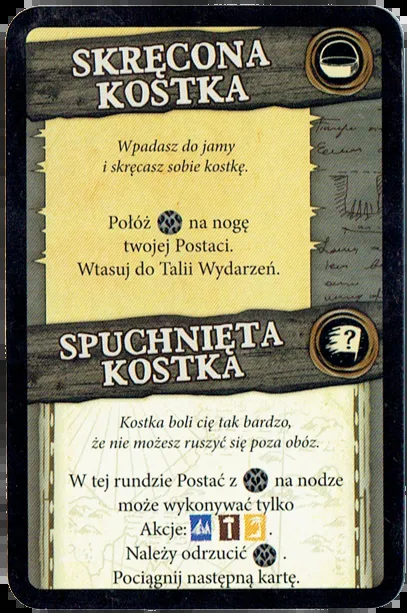 SKRĘCONA
KOSTKA
Wpadasz do jamy
i skręcasz sobie kostkę.
Połóż na nogę
twojej Postaci.
Wtasuj do Talii Wydarzeń.
SPUCHNIĘTA
KOSTKA
?
Kostka boli cię tak bardzo,
że nie możesz ruszyć się poza obóz.
W tej rundzie Postać z na nodze
może wykonywać tylko
Akcje: .
Należy odrzucić .
Pociągnij następną kartę.